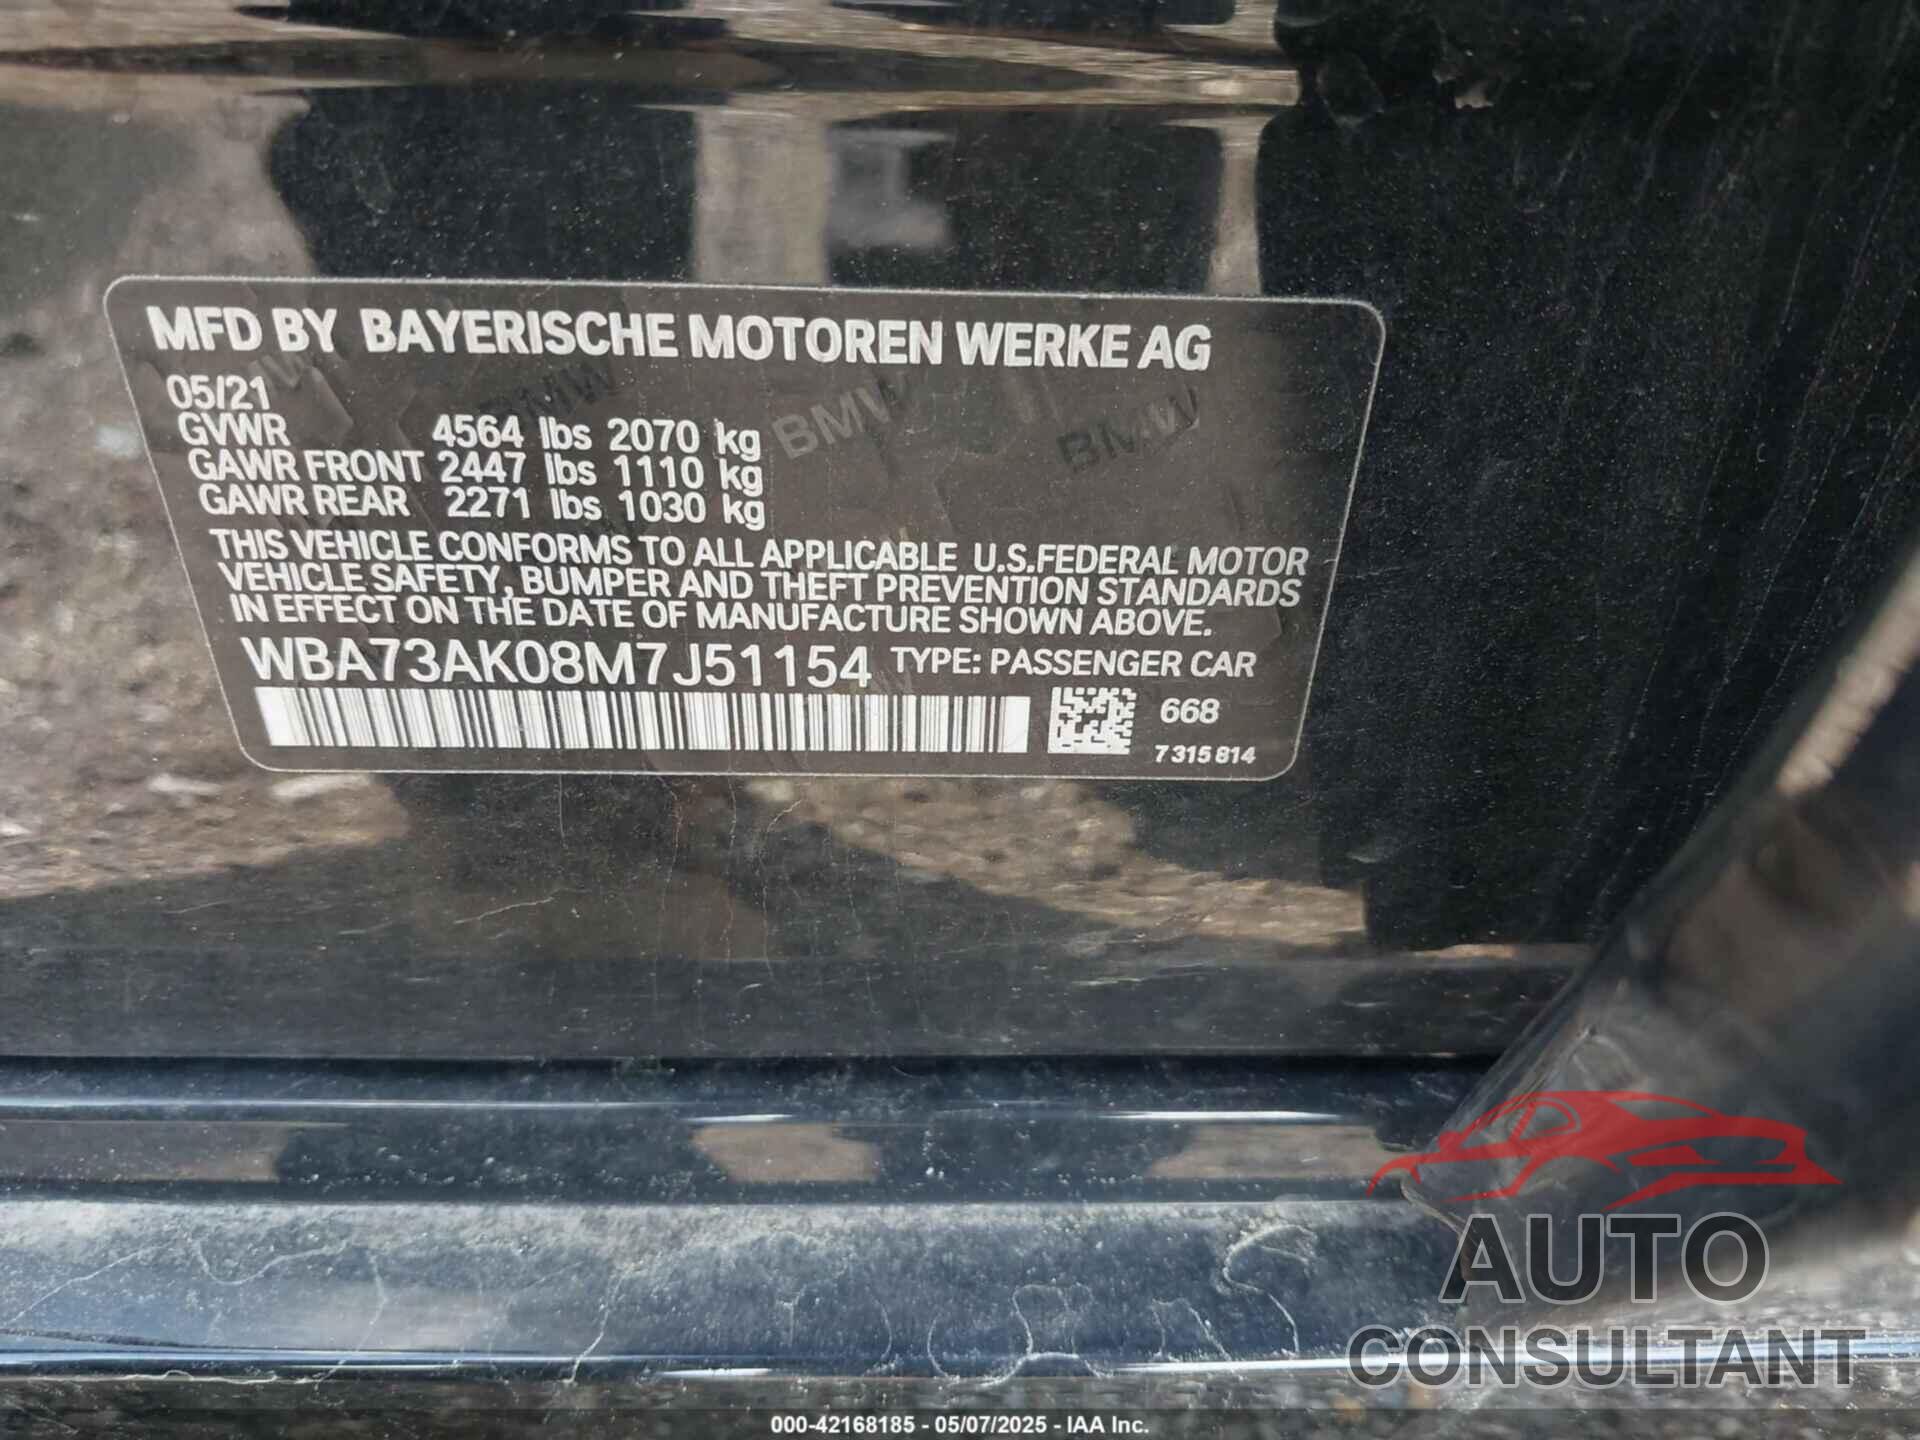 MFD BY BAYERISCHE MOTOREN WERKE AG
05/21
GVWR 4564 lbs 2070 kg
GAWR FRONT 2447 lbs 1110 kg
GAWR REAR 2271 lbs 1030 kg
BMW BMW BMW
THIS VEHICLE CONFORMS TO ALL APPLICABLE U.S.FEDERAL MOTOR
VEHICLE SAFETY, BUMPER AND THEFT PREVENTION STANDARDS
IN EFFECT ON THE DATE OF MANUFACTURE SHOWN ABOVE.
WBA73AK08M7J51154 TYPE: PASSENGER CAR
668
7315814
AUTO
CONSULTANT
000-42168185 - 05/07/2025 - IAA Inc.